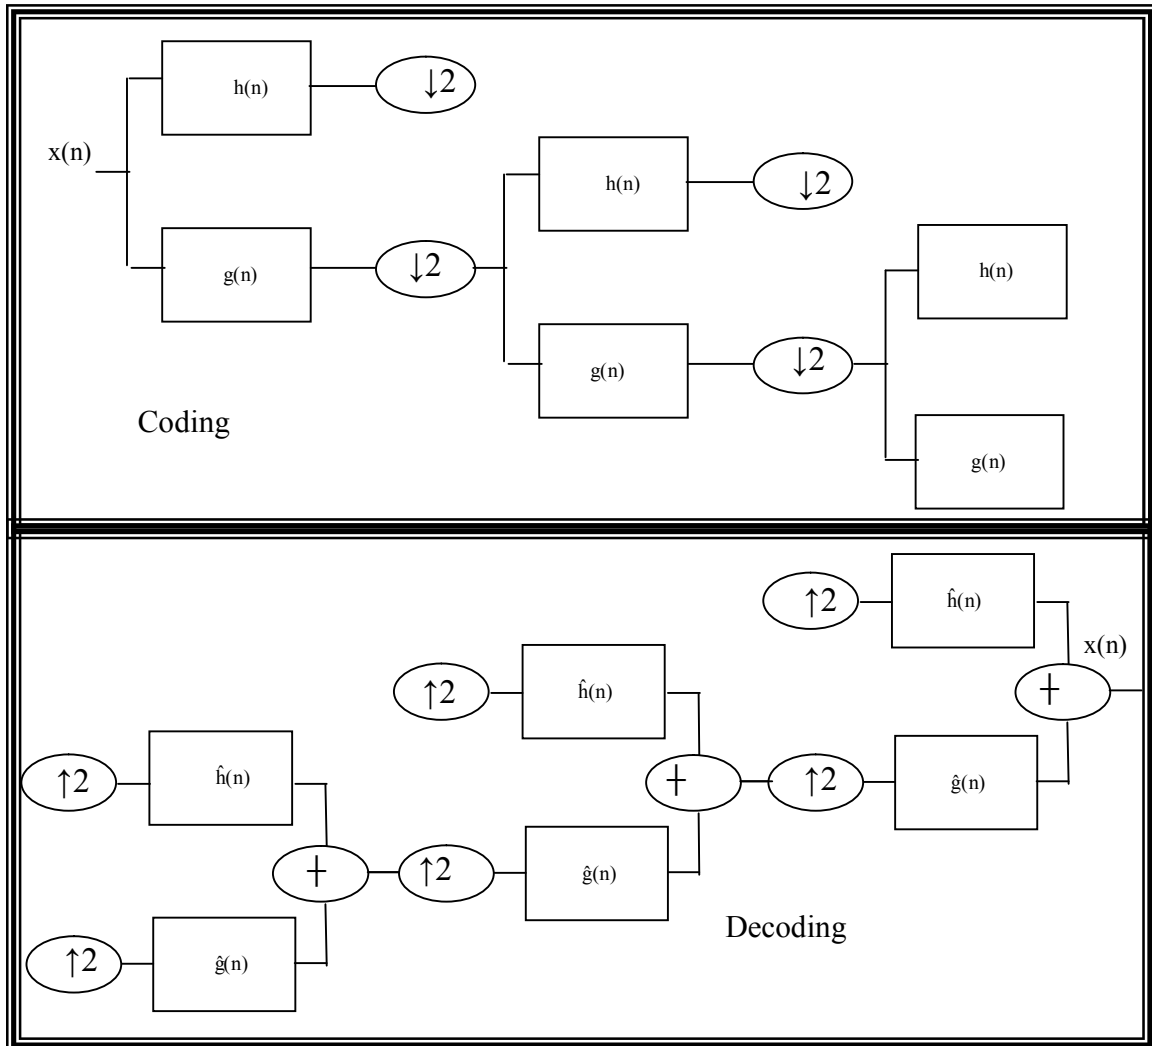 h(n)
↓2
x(n)
h(n)
↓2
g(n)
↓2
h(n)
g(n)
↓2
Coding
g(n)
↑2
ĥ(n)
x(n)
↑2
ĥ(n)
+
↑2
ĥ(n)
+
↑2
ĝ(n)
+
↑2
ĝ(n)
Decoding
↑2
ĝ(n)